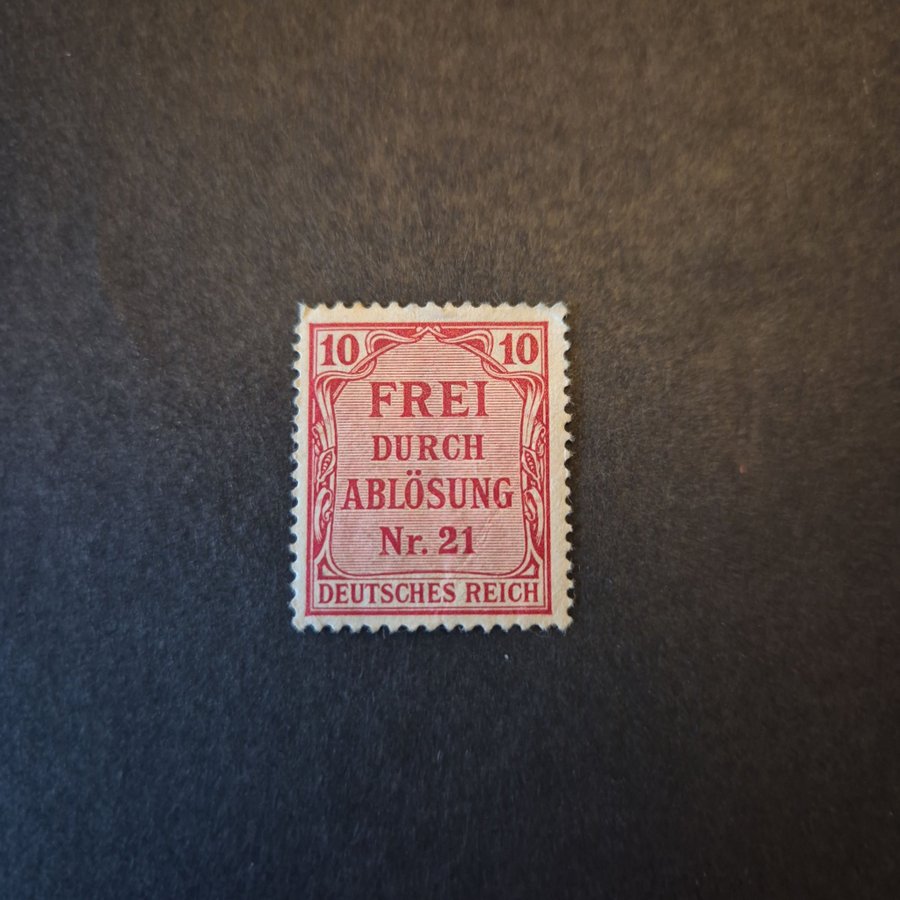 10 10
FREI
DURCH
ABLÖSUNG
Nr. 21
DEUTSCHES REICH